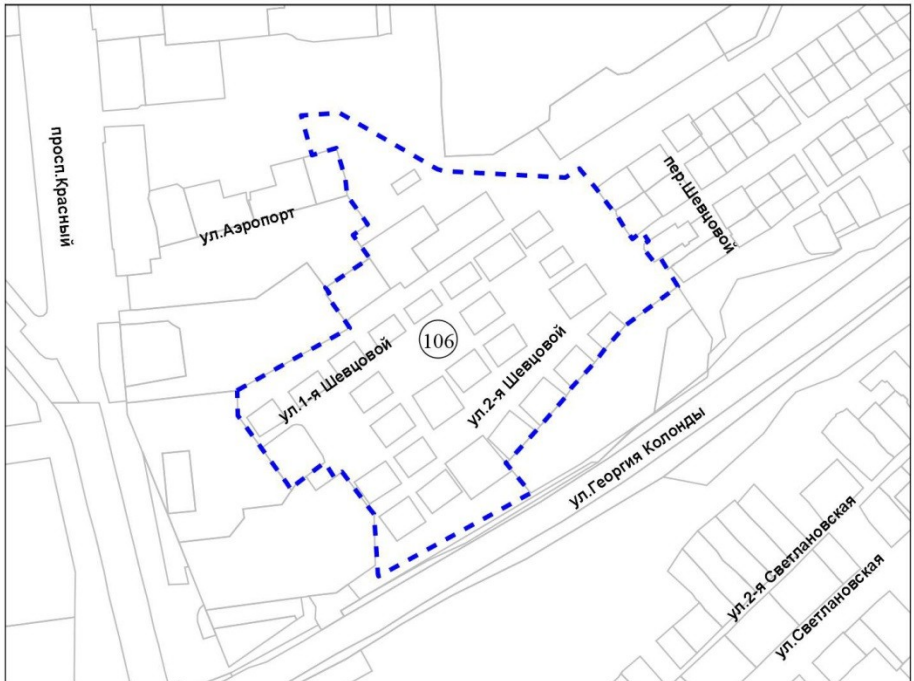 просп.Красный
ул.Аэропорт
пер.Шевцовой
106
ул.1-я Шевцовой
ул.2-я Шевцовой
ул.Георгия Колонды
ул.2-я Светлановская
ул.Светлановская